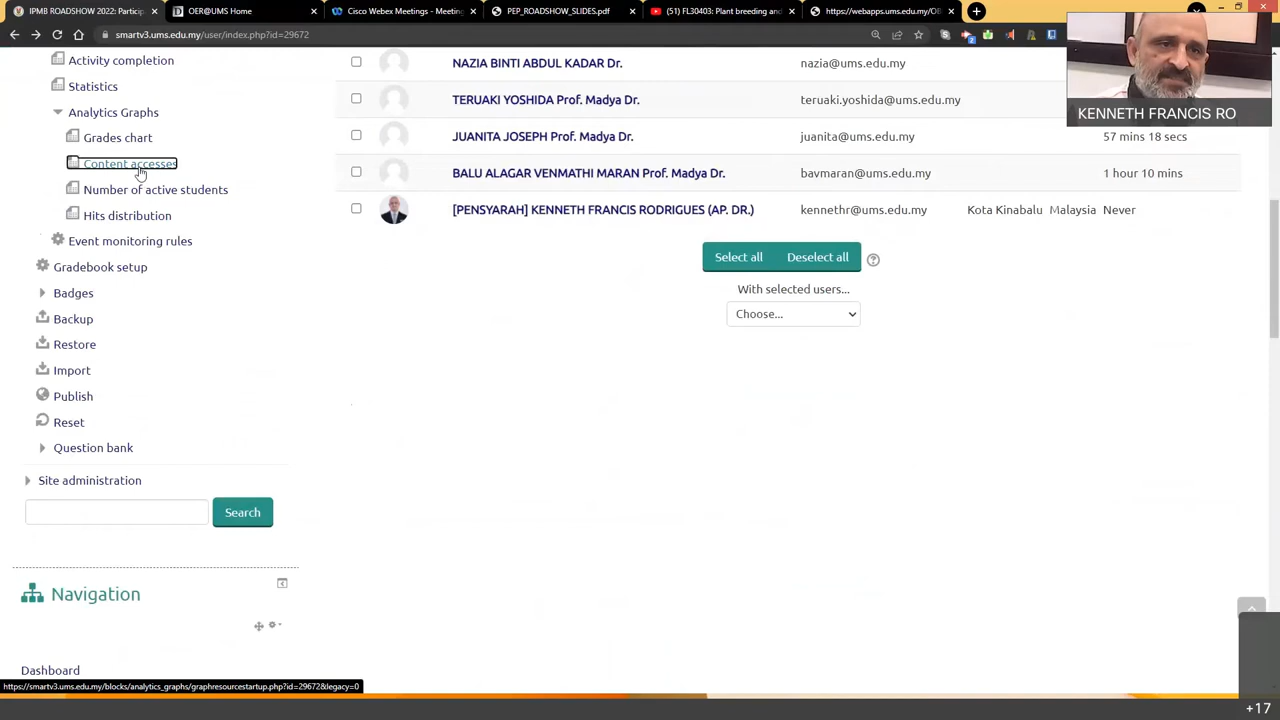 IPMB ROADSHOW 2022: Particip
OER@UMS Home
Cisco Webex Meetings - Meeting
PEP_ROADSHOW_SLIDES.pdf
(51) FL30403: Plant breeding and
https://webapps.ums.edu.my/OE
smartv3.ums.edu.my/user/index.php?id=29672
KENNETH FRANCIS RO
Activity completion
Statistics
Analytics Graphs
Grades chart
Content accesses
Number of active students
Hits distribution
Event monitoring rules
Gradebook setup
Badges
Backup
Restore
Import
Publish
Reset
Question bank
Site administration
Search
Navigation
Dashboard
NAZIA BINTI ABDUL KADAR Dr. nazia@ums.edu.my
TERUAKI YOSHIDA Prof. Madya Dr. teruaki.yoshida@ums.edu.my
JUANITA JOSEPH Prof. Madya Dr. juanita@ums.edu.my 57 mins 18 secs
BALU ALAGAR VENMATHI MARAN Prof. Madya Dr. bavmaran@ums.edu.my 1 hour 10 mins
[PENSYARAH] KENNETH FRANCIS RODRIGUES (AP. DR.) kennethr@ums.edu.my Kota Kinabalu Malaysia Never
Select all Deselect all
With selected users...
Choose...
https://smartv3.ums.edu.my/blocks/analytics_graphs/graphresourcestartup.php?id=29672&legacy=0
+17